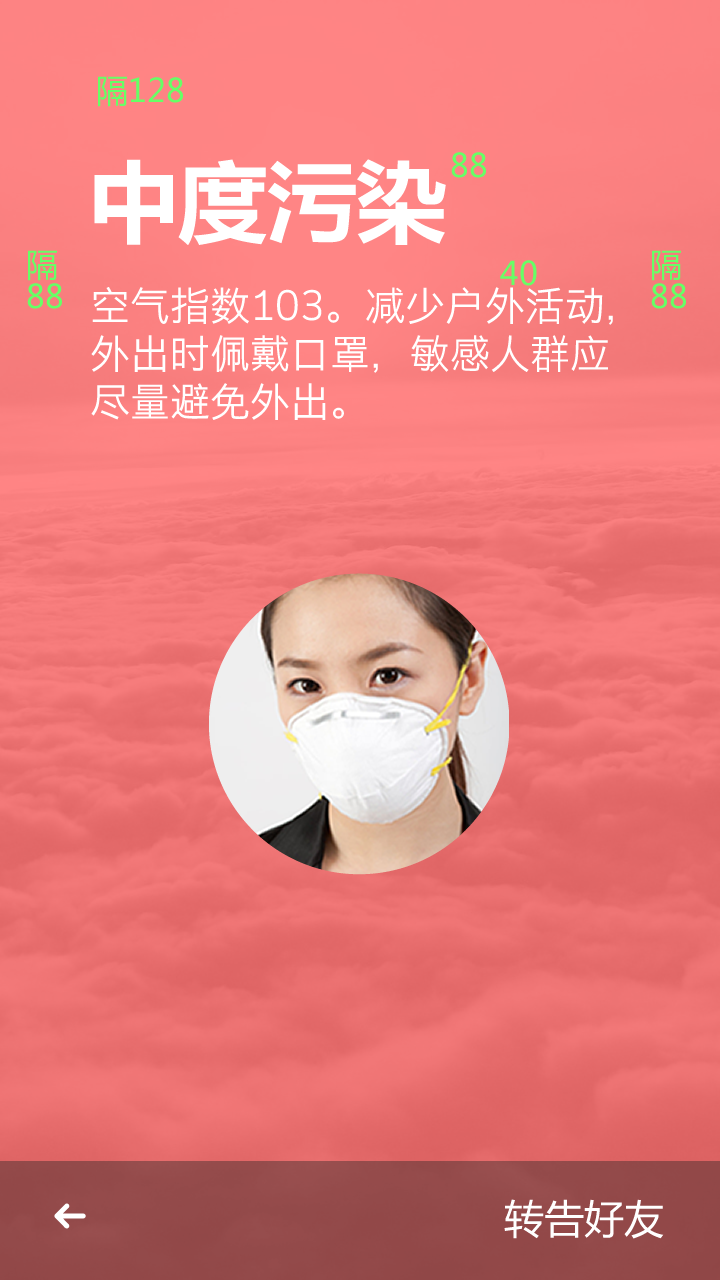 隔128
中度污染
88
隔
88
40
隔
88
空气指数103。减少户外活动,
外出时佩戴口罩，敏感人群应
尽量避免外出。
转告好友